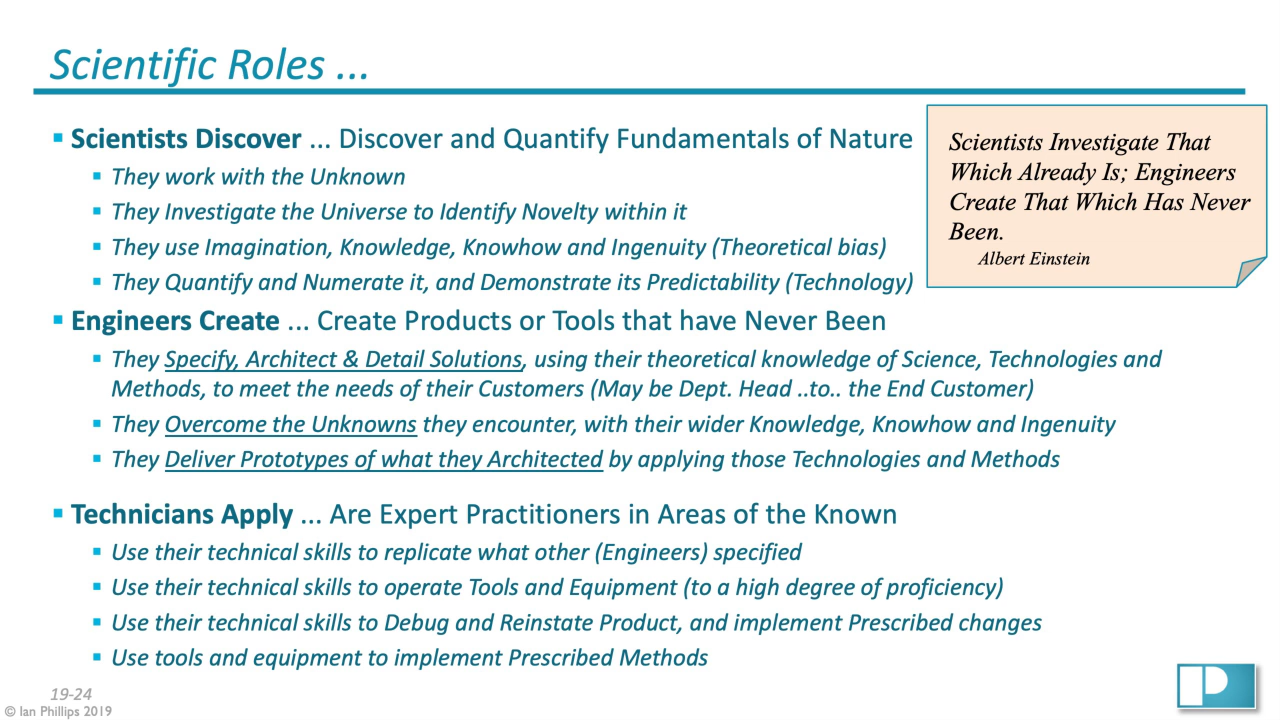 Scientific Roles ...
Scientists Discover ... Discover and Quantify Fundamentals of Nature
They work with the Unknown
They Investigate the Universe to Identify Novelty within it
They use Imagination, Knowledge, Knowhow and Ingenuity (Theoretical bias)
They Quantify and Numerate it, and Demonstrate its Predictability (Technology)
Scientists Investigate That
Which Already Is; Engineers
Create That Which Has Never
Been.
Albert Einstein
Engineers Create ... Create Products or Tools that have Never Been
They Specify, Architect & Detail Solutions, using their theoretical knowledge of Science, Technologies and
Methods, to meet the needs of their Customers (May be Dept. Head ..to.. the End Customer)
They Overcome the Unknowns they encounter, with their wider Knowledge, Knowhow and Ingenuity
They Deliver Prototypes of what they Architected by applying those Technologies and Methods
Technicians Apply ... Are Expert Practitioners in Areas of the Known
Use their technical skills to replicate what other (Engineers) specified
Use their technical skills to operate Tools and Equipment (to a high degree of proficiency)
Use their technical skills to Debug and Reinstate Product, and implement Prescribed changes
Use tools and equipment to implement Prescribed Methods
19-24
© Ian Phillips 2019
P